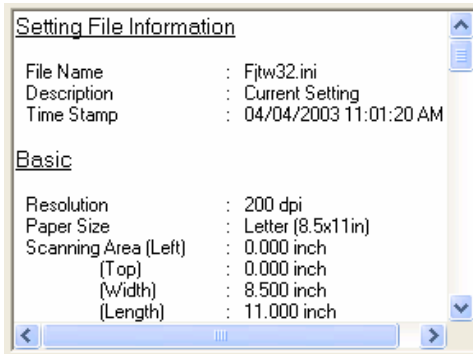 Setting File Information
File Name : Fjtw32.ini
Description : Current Setting
Time Stamp : 04/04/2003 11:01:20 AM
Basic
Resolution : 200 dpi
Paper Size : Letter (8.5x11in)
Scanning Area (Left) : 0.000 inch
(Top) : 0.000 inch
(Width) : 8.500 inch
(Length) : 11.000 inch